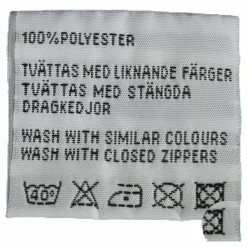 100%POLYESTER
TVÄTTAS MED LIKNANDE FÄRGER
TVÄTTAS MED STÄNGDA
DRAGKEDJOR
WASH WITH SIMILAR COLOURS
WASH WITH CLOSED ZIPPERS
40°